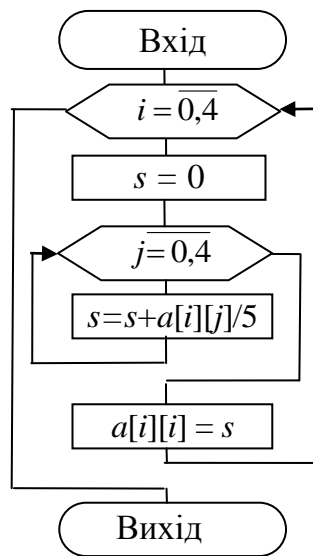 Вхід
i = 0,4
s = 0
j=0,4
s=s+a[i][j]/5
a[i][i] = s
Вихід